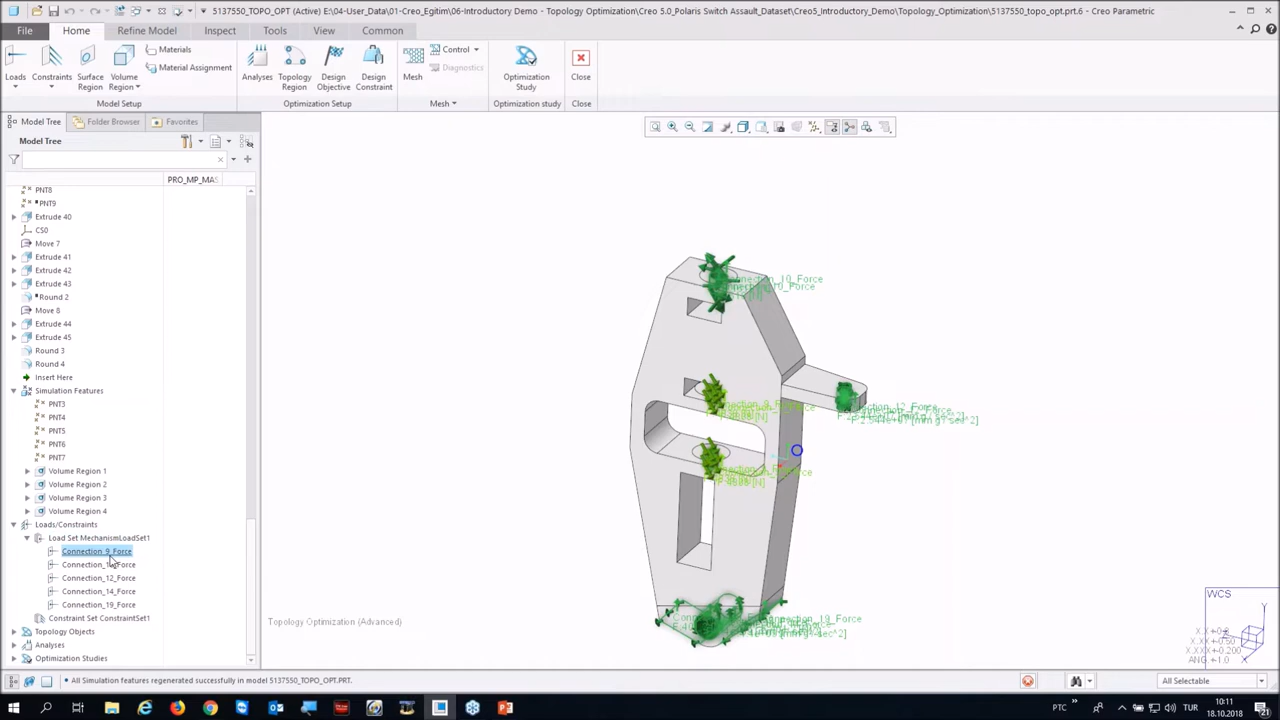 5137550_TOPO_OPT (Active) E:\04-User_Data\01-Creo_Egitim\06-Introductory Demo - Topology Optimization\Creo 5.0_Polaris Switch Assault_Dataset\Creo5_Introductory_Demo\Topology_Optimization\5137550_topo_opt.prt.6 - Creo Parametric
File Home Refine Model Inspect Tools View Common
Loads Constraints Surface Region Volume Region Materials Material Assignment Analyses Topology Region Design Objective Design Constraint Mesh Control Diagnostics Optimization Study Close
Model Setup Optimization Setup Mesh Optimization study Close
Model Tree Folder Browser Favorites
Model Tree
PRO_MP_MAS
PNT8
PNT9
Extrude 40
CS0
Move 7
Extrude 41
Extrude 42
Extrude 43
Round 2
Move 8
Extrude 44
Extrude 45
Round 3
Round 4
Insert Here
Simulation Features
PNT3
PNT4
PNT5
PNT6
PNT7
Volume Region 1
Volume Region 2
Volume Region 3
Volume Region 4
Loads/Constraints
Load Set MechanismLoadSet1
Connection_9_Force
Connection_12_Force
Connection_14_Force
Connection_19_Force
Constraint Set ConstraintSet1
Topology Objects
Analyses
Optimization Studies
Connection_10_Force
Connection_12_Force
Connection_19_Force
Topology Optimization (Advanced)
WCS
Y
Z
X
ANG.+1.0
All Simulation features regenerated successfully in model 5137550_TOPO_OPT.PRT.
All Selectable
PTC
TUR
10:11
18.10.2018
21